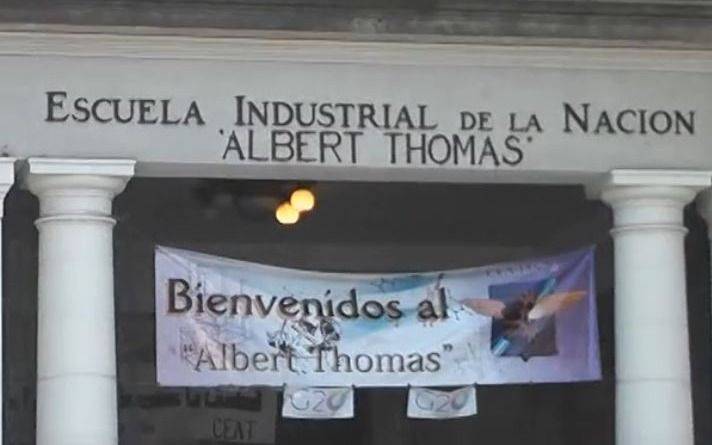 ESCUELA INDUSTRIAL DE LA NACION
"ALBERT THOMAS"
Bienvenidos al
"Albert Thomas"
G20 G20
CEAT